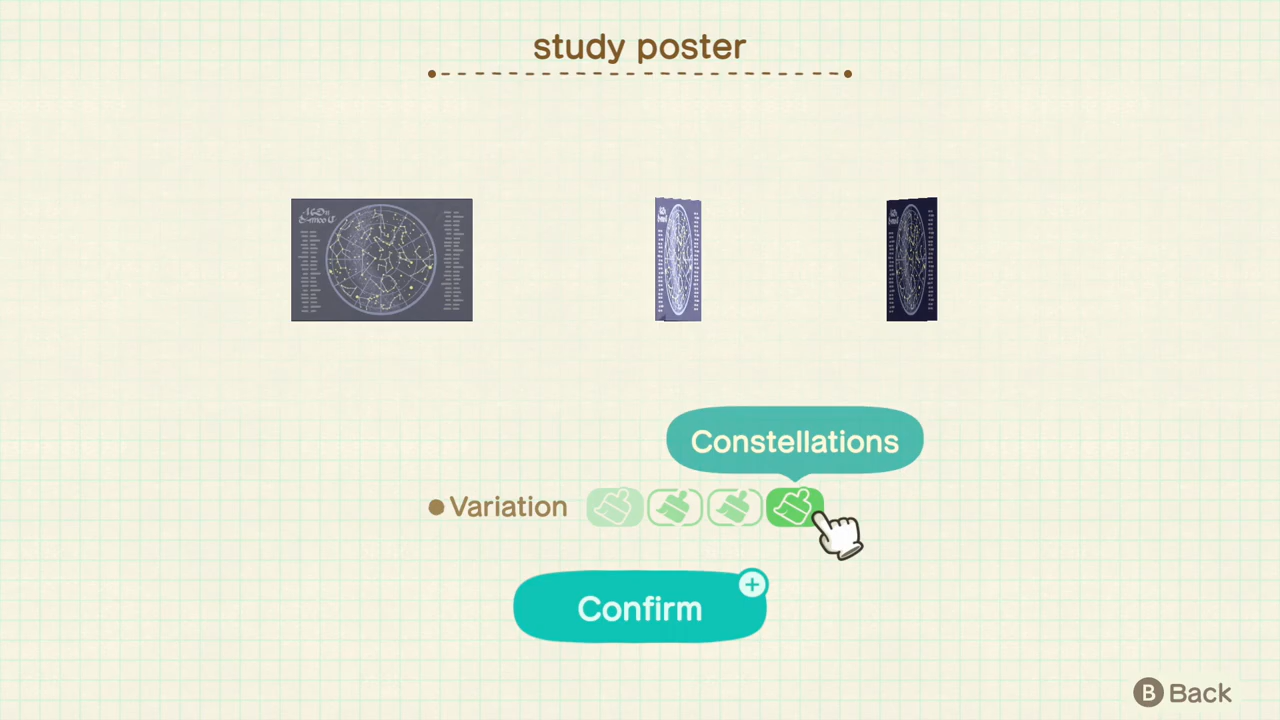 study poster
Constellations
Variation
Confirm
B Back